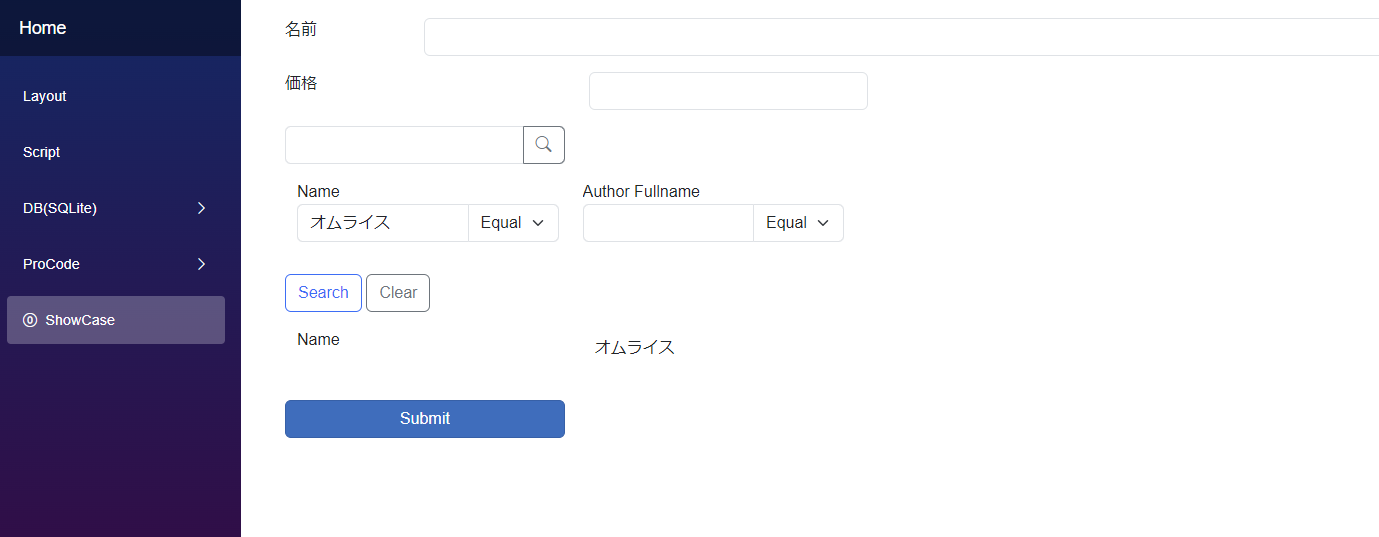 Home
Layout
Script
DB(SQLite)
ProCode
⓪ ShowCase
名前
価格
Name
Author Fullname
オムライス
Equal
Equal
Search
Clear
Name
オムライス
Submit